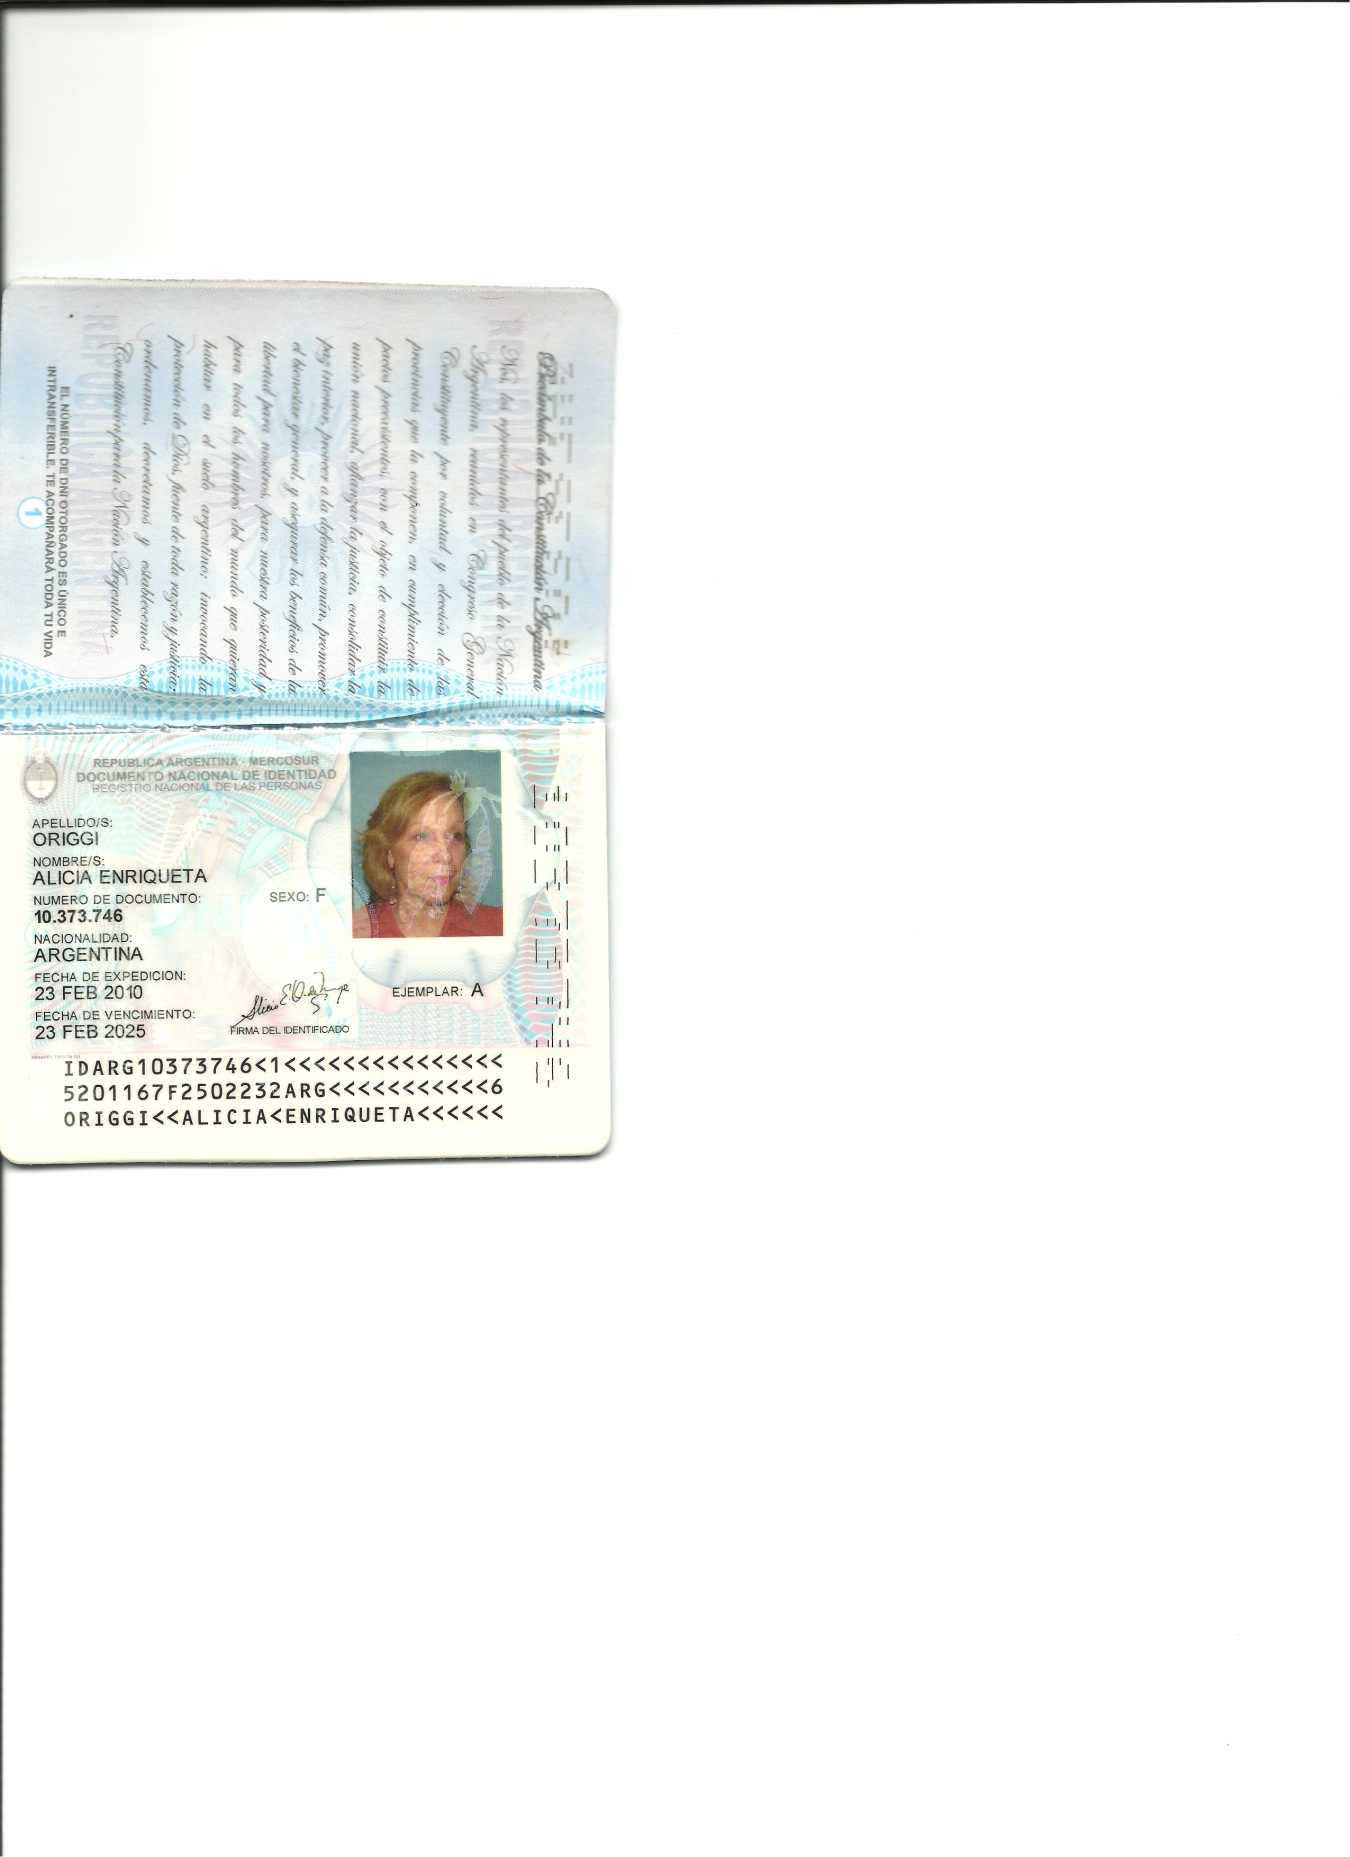 Preámbulo de la Constitución Argentina
Nos, los representantes del pueblo de la Nación
Argentina, reunidos en Congreso General
Constituyente por voluntad y elección de las
provincias que la componen, en cumplimiento de
pactos preexistentes, con el objeto de constituir la
unión nacional, afianzar la justicia, consolidar la
paz interior, proveer a la defensa común, promover
el bienestar general, y asegurar los beneficios de la
libertad para nosotros, para nuestra posteridad y
para todos los hombres del mundo que quieran
habitar en el suelo argentino; invocando la
protección de Dios, fuente de toda razón y justicia:
ordenamos, decretamos y establecemos esta
Constitución para la Nación Argentina.
EL NÚMERO DE DNI OTORGADO ES ÚNICO E
INTRANSFERIBLE. TE ACOMPAÑARÁ TODA TU VIDA
1
REPUBLICA ARGENTINA
REPUBLICA ARGENTINA
REPUBLICA ARGENTINA - MERCOSUR
DOCUMENTO NACIONAL DE IDENTIDAD
REGISTRO NACIONAL DE LAS PERSONAS
APELLIDO/S:
ORIGGI
NOMBRE/S:
ALICIA ENRIQUETA
NUMERO DE DOCUMENTO:
10.373.746
SEXO: F
NACIONALIDAD:
ARGENTINA
FECHA DE EXPEDICION:
23 FEB 2010
FECHA DE VENCIMIENTO:
23 FEB 2025
FIRMA DEL IDENTIFICADO
EJEMPLAR: A
IDARG10373746<1<<<<<<<<<<<<<<<
5201167F2502232ARG<<<<<<<<<<<6
ORIGGI<<ALICIA<ENRIQUETA<<<<<<